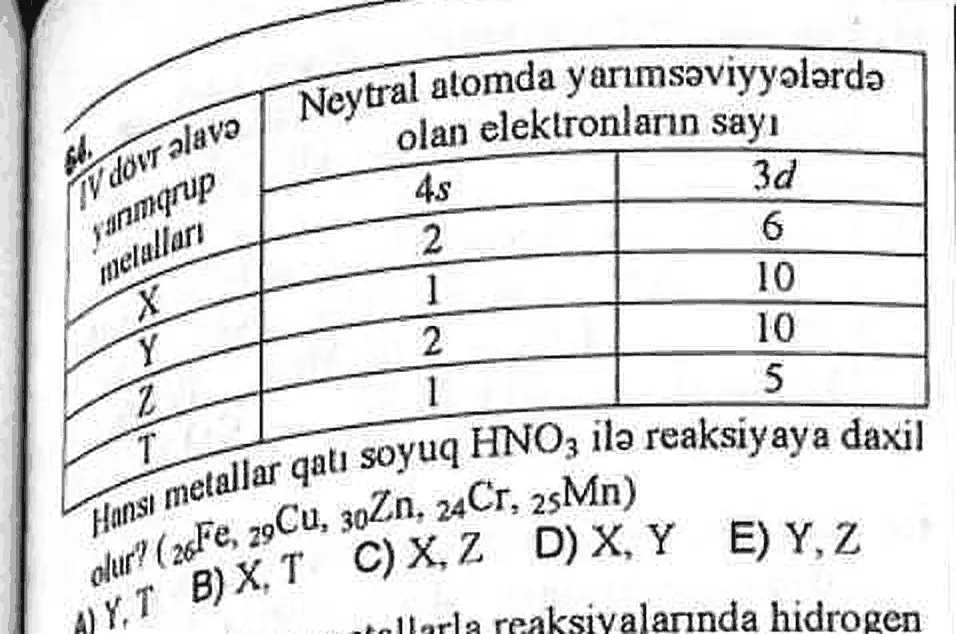 64.
IV dövr əlavə
yarımqrup
metalları
Neytral atomda yarımsəviyyələrdə
olan elektronların sayı
4s 3d
X 2 6
Y 1 10
Z 2 10
T 1 5
Hansı metallar qatı soyuq HNO₃ ilə reaksiyaya daxil
olur? (₂₆Fe, ₂₉Cu, ₃₀Zn, ₂₄Cr, ₂₅Mn)
A) Y, T B) X, T C) X, Z D) X, Y E) Y, Z
reaksiyalarında hidrogen